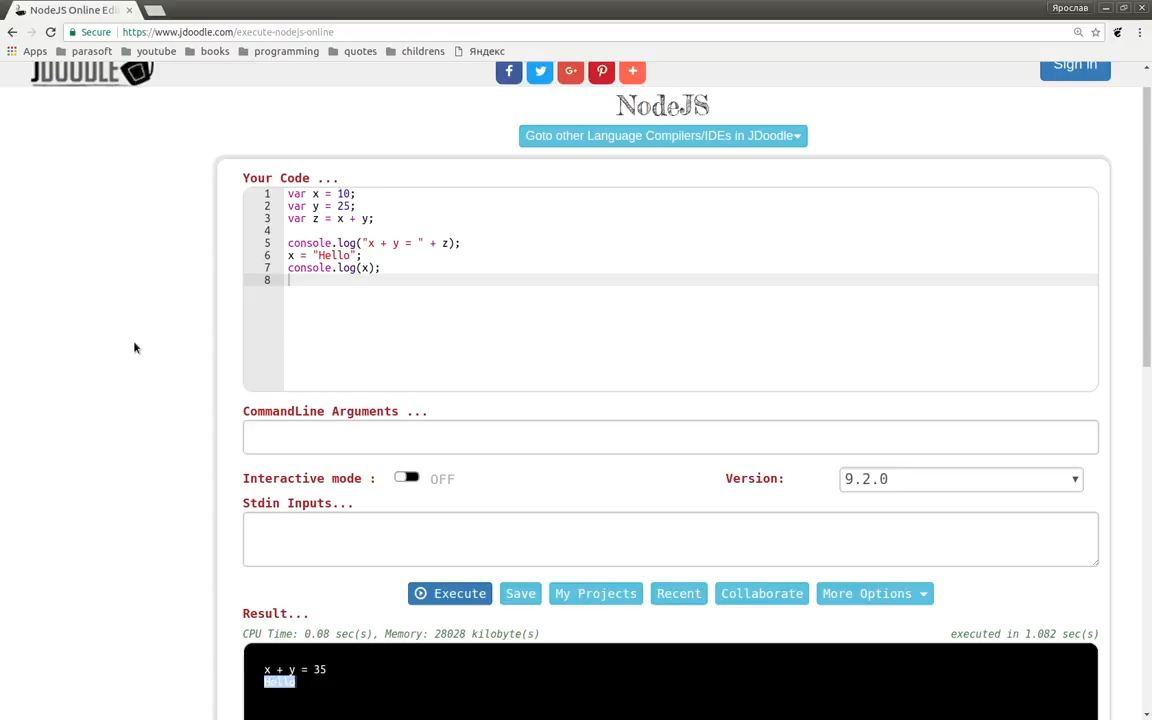 NodeJS Online Edi
Ярослав
Secure https://www.jdoodle.com/execute-nodejs-online
Apps parasoft youtube books programming quotes childrens Яндекс
JDOODLE
Sign in
NodeJS
Goto other Language Compilers/IDEs in JDoodle
Your Code ...
1 var x = 10;
2 var y = 25;
3 var z = x + y;
4
5 console.log("x + y = " + z);
6 x = "Hello";
7 console.log(x);
8
CommandLine Arguments ...
Interactive mode : OFF Version: 9.2.0
Stdin Inputs...
Execute Save My Projects Recent Collaborate More Options
Result...
CPU Time: 0.08 sec(s), Memory: 28028 kilobyte(s) executed in 1.082 sec(s)
x + y = 35
Hello